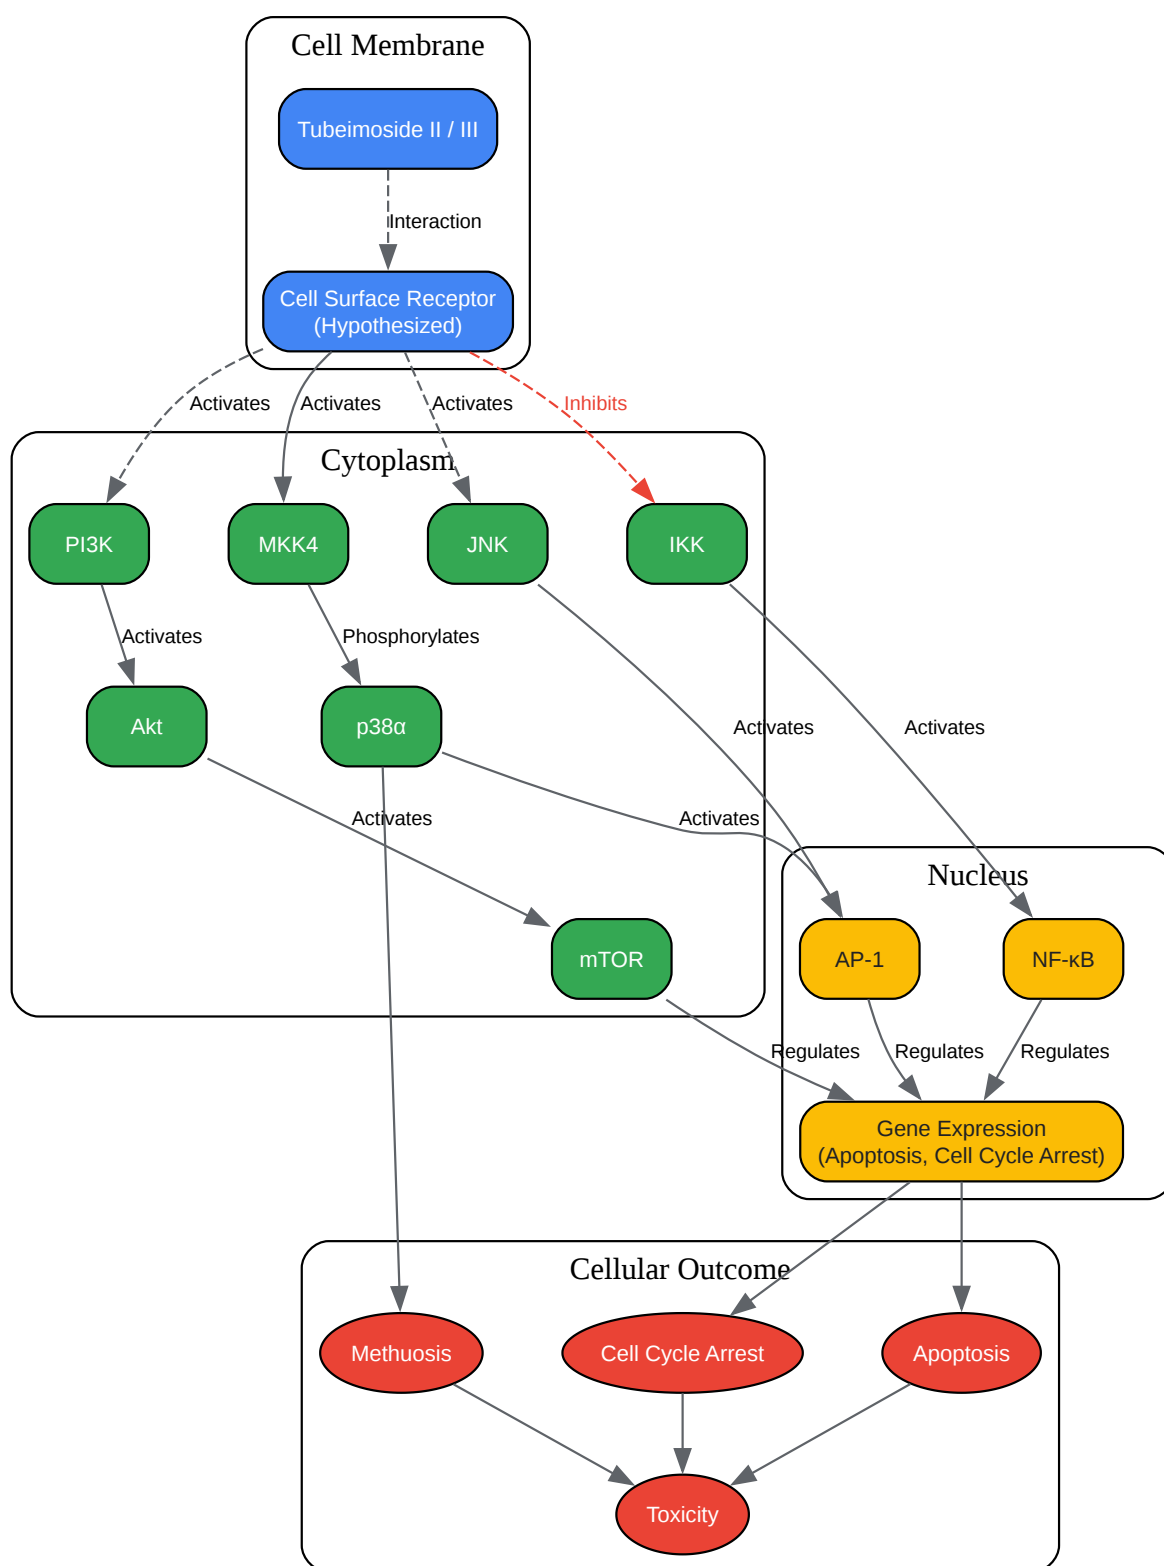 Cell Membrane
Tubeimoside II / III
Interaction
Cell Surface Receptor
(Hypothesized)
Activates
Activates
Activates
Inhibits
Cytoplasm
PI3K
MKK4
JNK
IKK
Activates
Phosphorylates
Akt
p38α
Activates
Activates
Activates
Activates
Nucleus
mTOR
AP-1
NF-κB
Regulates
Regulates
Regulates
Gene Expression
(Apoptosis, Cell Cycle Arrest)
Cellular Outcome
Methuosis
Cell Cycle Arrest
Apoptosis
Toxicity